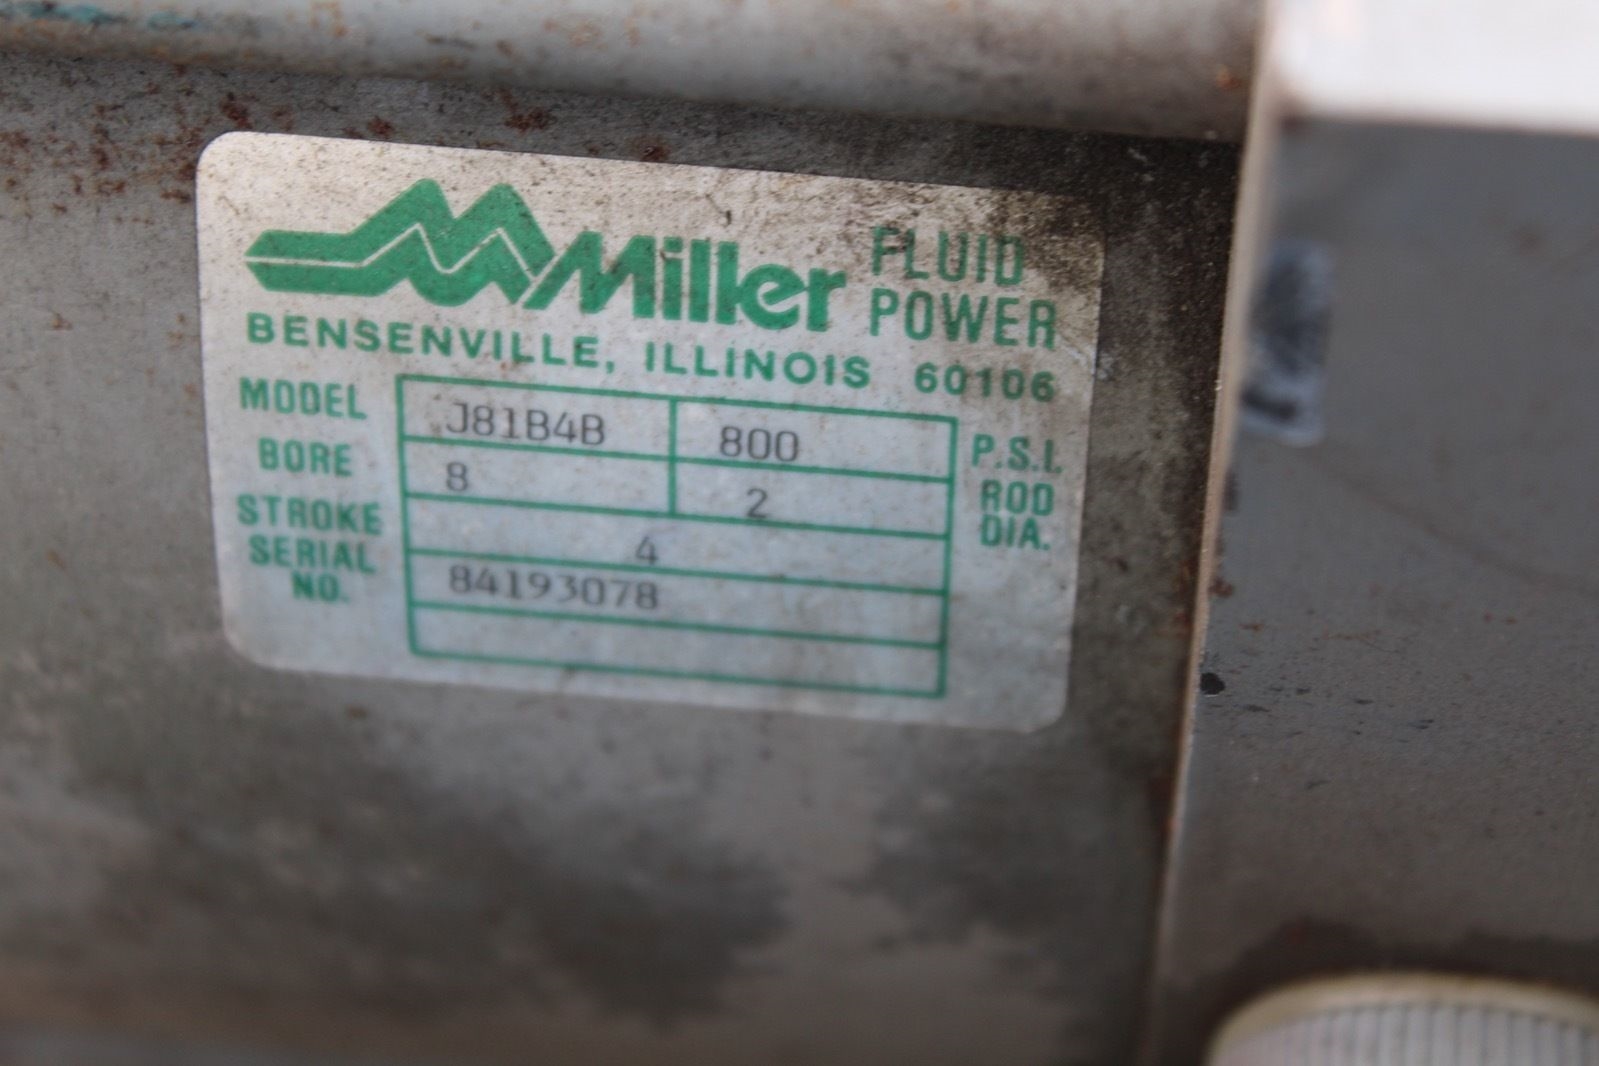 Miller FLUID POWER
BENSENVILLE, ILLINOIS 60106
MODEL J81B4B 800 P.S.I.
BORE 8 2 ROD DIA.
STROKE 4
SERIAL NO. 84193078